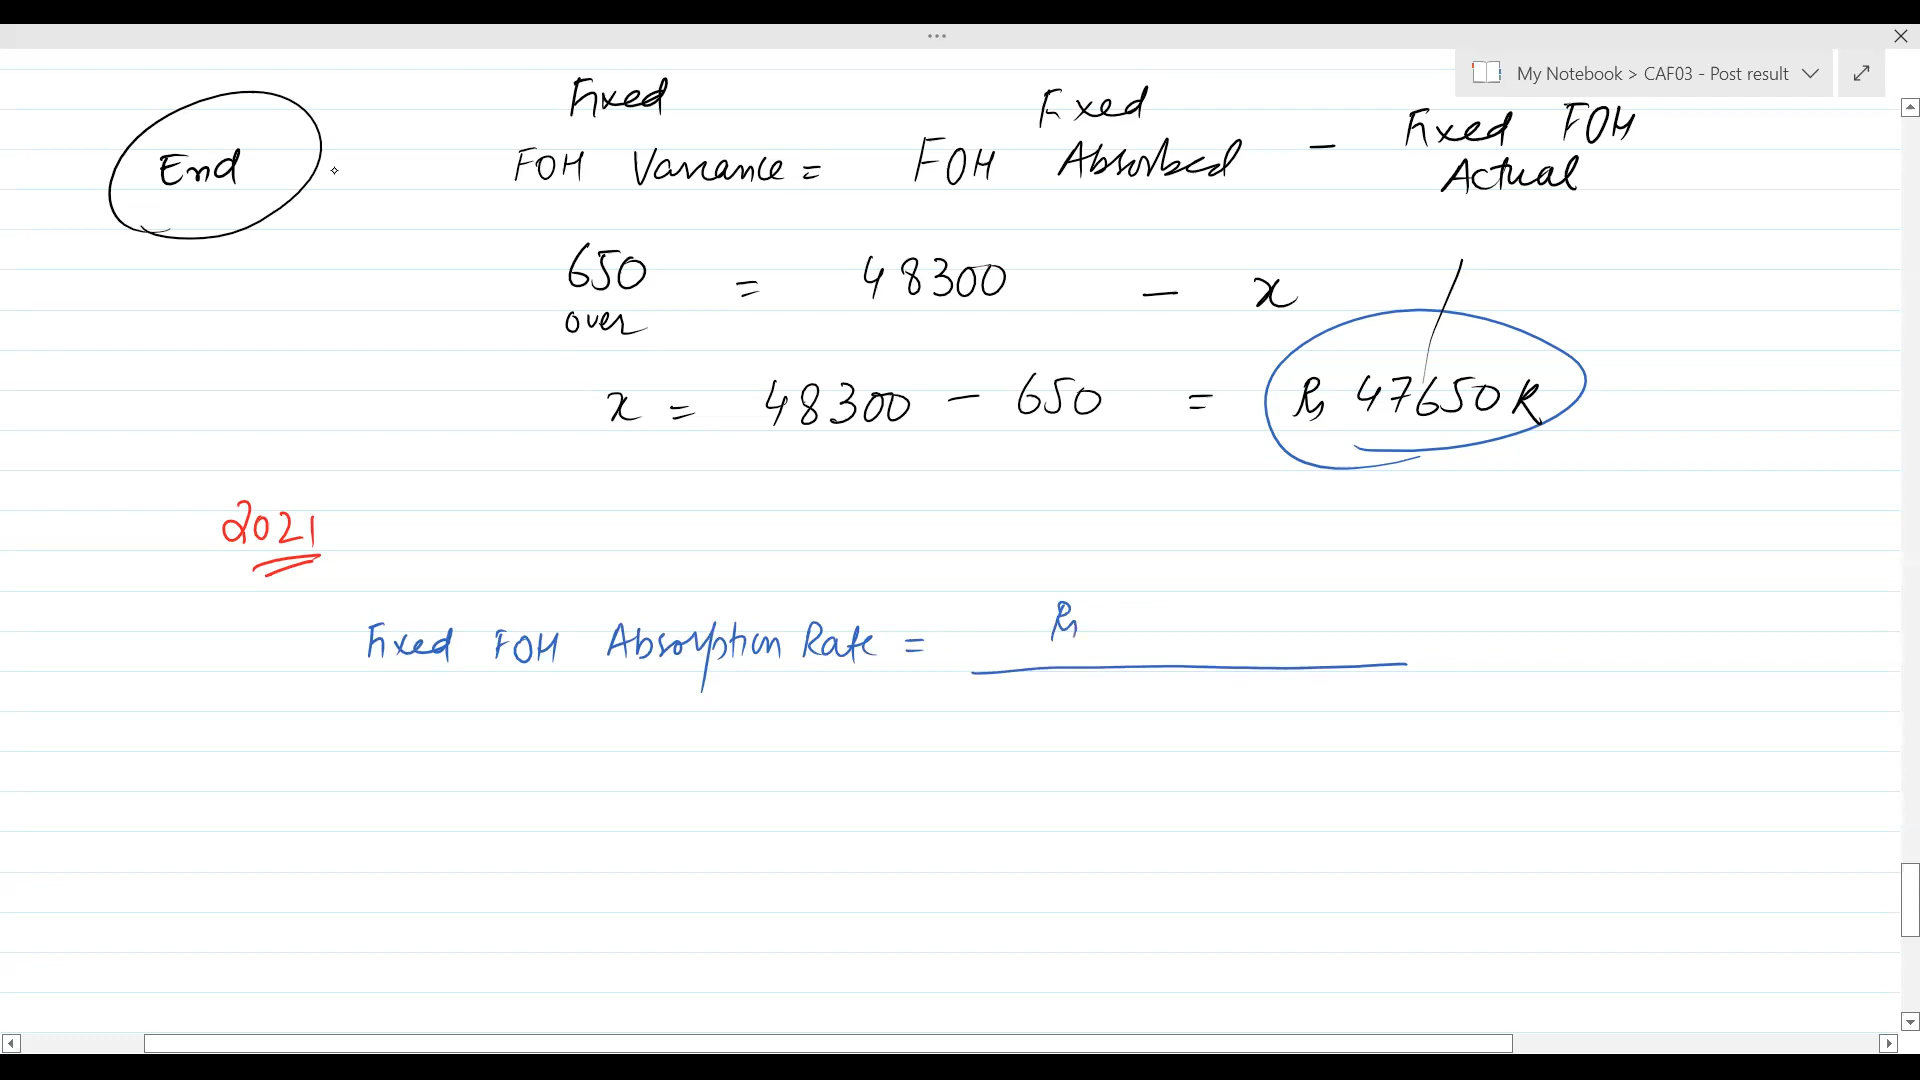 My Notebook > CAF03 - Post result
End
Fixed FOH Variance = Fixed FOH Absorbed - Fixed FOH Actual
650 over = 48300 - x
x = 48300 - 650 = Rs 47650 K
2021
Fixed FOH Absorption Rate = Rs